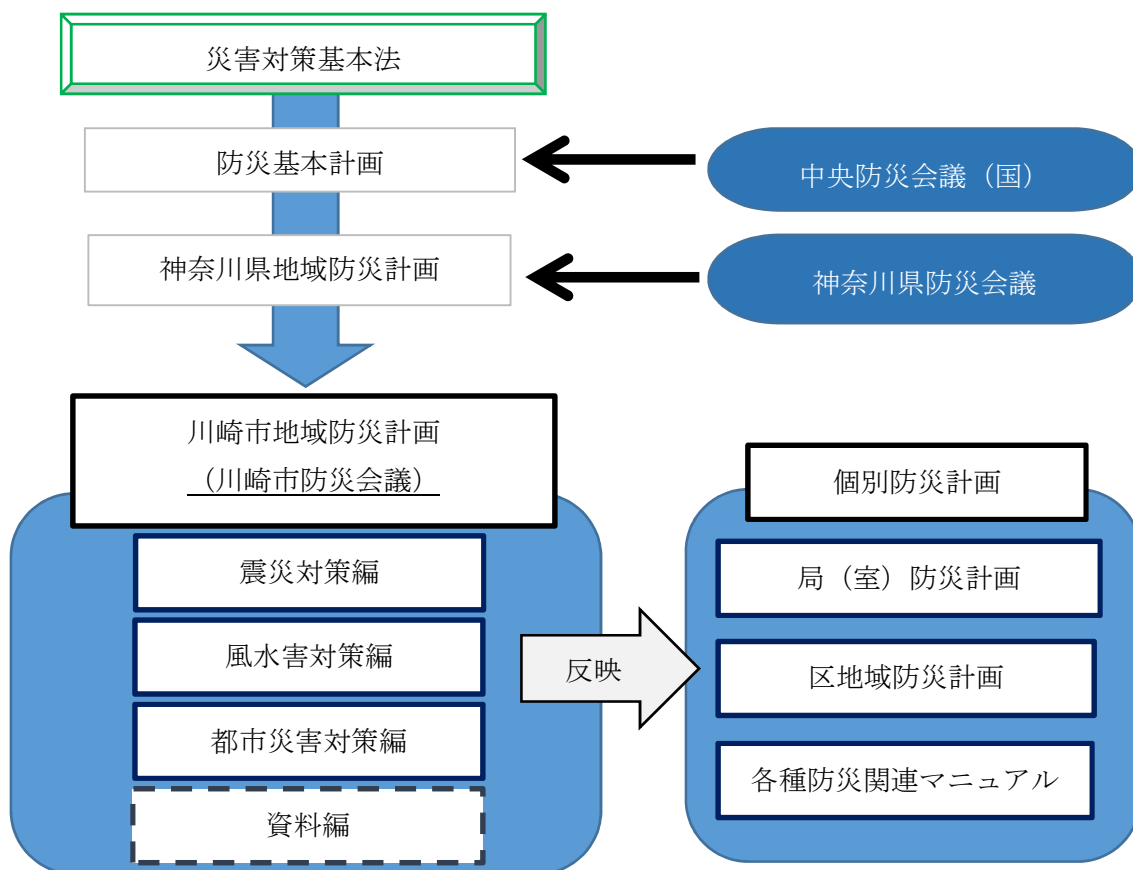 災害対策基本法
防災基本計画
中央防災会議（国）
神奈川県地域防災計画
神奈川県防災会議
川崎市地域防災計画
（川崎市防災会議）
震災対策編
風水害対策編
都市災害対策編
資料編
反映
個別防災計画
局（室）防災計画
区地域防災計画
各種防災関連マニュアル